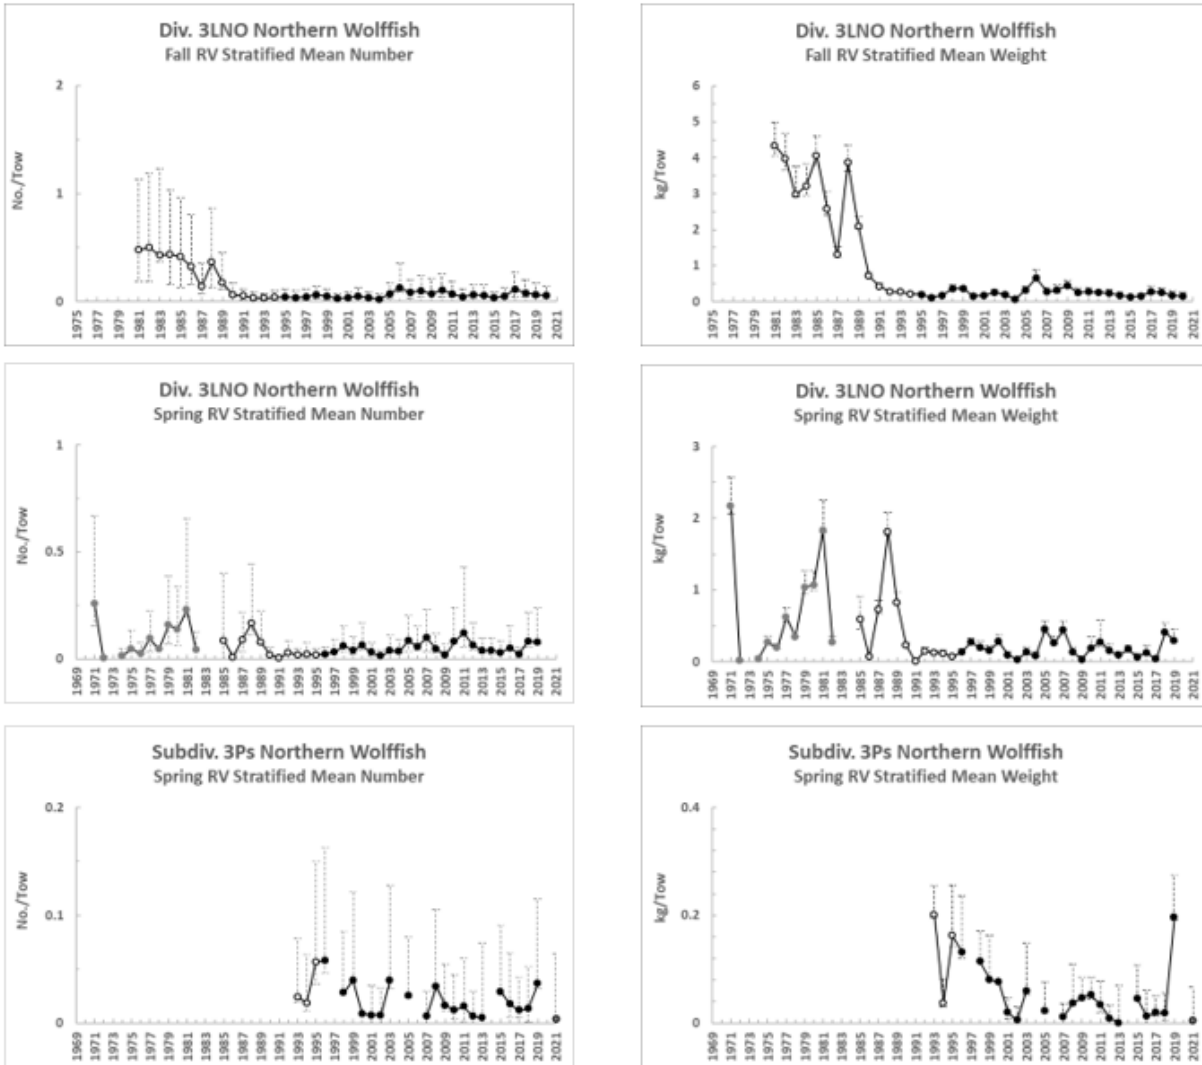 Div. 3LNO Northern Wolffish
Fall RV Stratified Mean Number
No./Tow
2
1
0
1975 1977 1979 1981 1983 1985 1987 1989 1991 1993 1995 1997 1999 2001 2003 2005 2007 2009 2011 2013 2015 2017 2019 2021
Div. 3LNO Northern Wolffish
Fall RV Stratified Mean Weight
kg/Tow
6
5
4
3
2
1
0
1975 1977 1979 1981 1983 1985 1987 1989 1991 1993 1995 1997 1999 2001 2003 2005 2007 2009 2011 2013 2015 2017 2019 2021
Div. 3LNO Northern Wolffish
Spring RV Stratified Mean Number
No./Tow
1
0.5
0
1969 1971 1973 1975 1977 1979 1981 1983 1985 1987 1989 1991 1993 1995 1997 1999 2001 2003 2005 2007 2009 2011 2013 2015 2017 2019 2021
Div. 3LNO Northern Wolffish
Spring RV Stratified Mean Weight
kg/Tow
3
2
1
0
1969 1971 1973 1975 1977 1979 1981 1983 1985 1987 1989 1991 1993 1995 1997 1999 2001 2003 2005 2007 2009 2011 2013 2015 2017 2019 2021
Subdiv. 3Ps Northern Wolffish
Spring RV Stratified Mean Number
No./Tow
0.2
0.1
0
1969 1971 1973 1975 1977 1979 1981 1983 1985 1987 1989 1991 1993 1995 1997 1999 2001 2003 2005 2007 2009 2011 2013 2015 2017 2019 2021
Subdiv. 3Ps Northern Wolffish
Spring RV Stratified Mean Weight
kg/Tow
0.4
0.2
0
1969 1971 1973 1975 1977 1979 1981 1983 1985 1987 1989 1991 1993 1995 1997 1999 2001 2003 2005 2007 2009 2011 2013 2015 2017 2019 2021